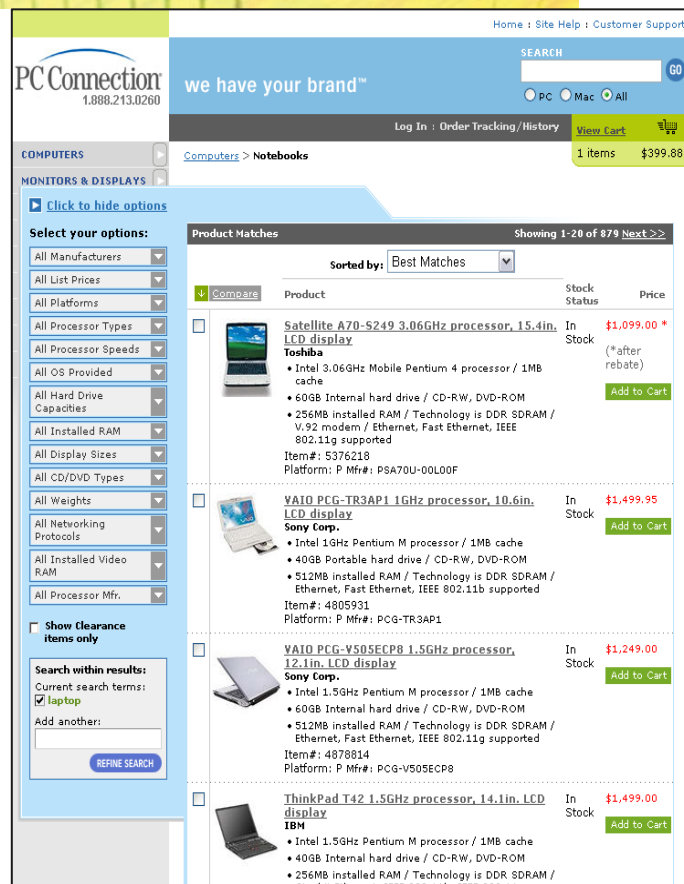 Home : Site Help : Customer Support
PC Connection
1.888.213.0260
we have your brand™
SEARCH
GO
PC Mac All
Log In : Order Tracking/History
View Cart
1 items $399.88
COMPUTERS
MONITORS & DISPLAYS
Computers > Notebooks
Click to hide options
Select your options:
All Manufacturers
All List Prices
All Platforms
All Processor Types
All Processor Speeds
All OS Provided
All Hard Drive
Capacities
All Installed RAM
All Display Sizes
All CD/DVD Types
All Weights
All Networking
Protocols
All Installed Video
RAM
All Processor Mfr.
Show Clearance
items only
Search within results:
Current search terms:
laptop
Add another:
REFINE SEARCH
Product Matches Showing 1-20 of 879 Next >>
Sorted by: Best Matches
Compare Product Stock Status Price
Satellite A70-S249 3.06GHz processor, 15.4in.
LCD display
Toshiba
• Intel 3.06GHz Mobile Pentium 4 processor / 1MB
cache
• 60GB Internal hard drive / CD-RW, DVD-ROM
• 256MB installed RAM / Technology is DDR SDRAM /
V.92 modem / Ethernet, Fast Ethernet, IEEE
802.11g supported
Item#: 5376218
Platform: P Mfr#: PSA70U-00L00F
In
Stock
$1,099.00 *
(*after
rebate)
Add to Cart
VAIO PCG-TR3AP1 1GHz processor, 10.6in.
LCD display
Sony Corp.
• Intel 1GHz Pentium M processor / 1MB cache
• 40GB Portable hard drive / CD-RW, DVD-ROM
• 512MB installed RAM / Technology is DDR SDRAM /
Ethernet, Fast Ethernet, IEEE 802.11b supported
Item#: 4805931
Platform: P Mfr#: PCG-TR3AP1
In
Stock
$1,499.95
Add to Cart
VAIO PCG-V505ECP8 1.5GHz processor,
12.1in. LCD display
Sony Corp.
• Intel 1.5GHz Pentium M processor / 1MB cache
• 60GB Internal hard drive / CD-RW, DVD-ROM
• 512MB installed RAM / Technology is DDR SDRAM /
Ethernet, Fast Ethernet, IEEE 802.11g supported
Item#: 4878814
Platform: P Mfr#: PCG-V505ECP8
In
Stock
$1,249.00
Add to Cart
ThinkPad T42 1.5GHz processor, 14.1in. LCD
display
IBM
• Intel 1.5GHz Pentium M processor / 1MB cache
• 40GB Internal hard drive / CD-RW, DVD-ROM
• 256MB installed RAM / Technology is DDR SDRAM /
In
Stock
$1,499.00
Add to Cart